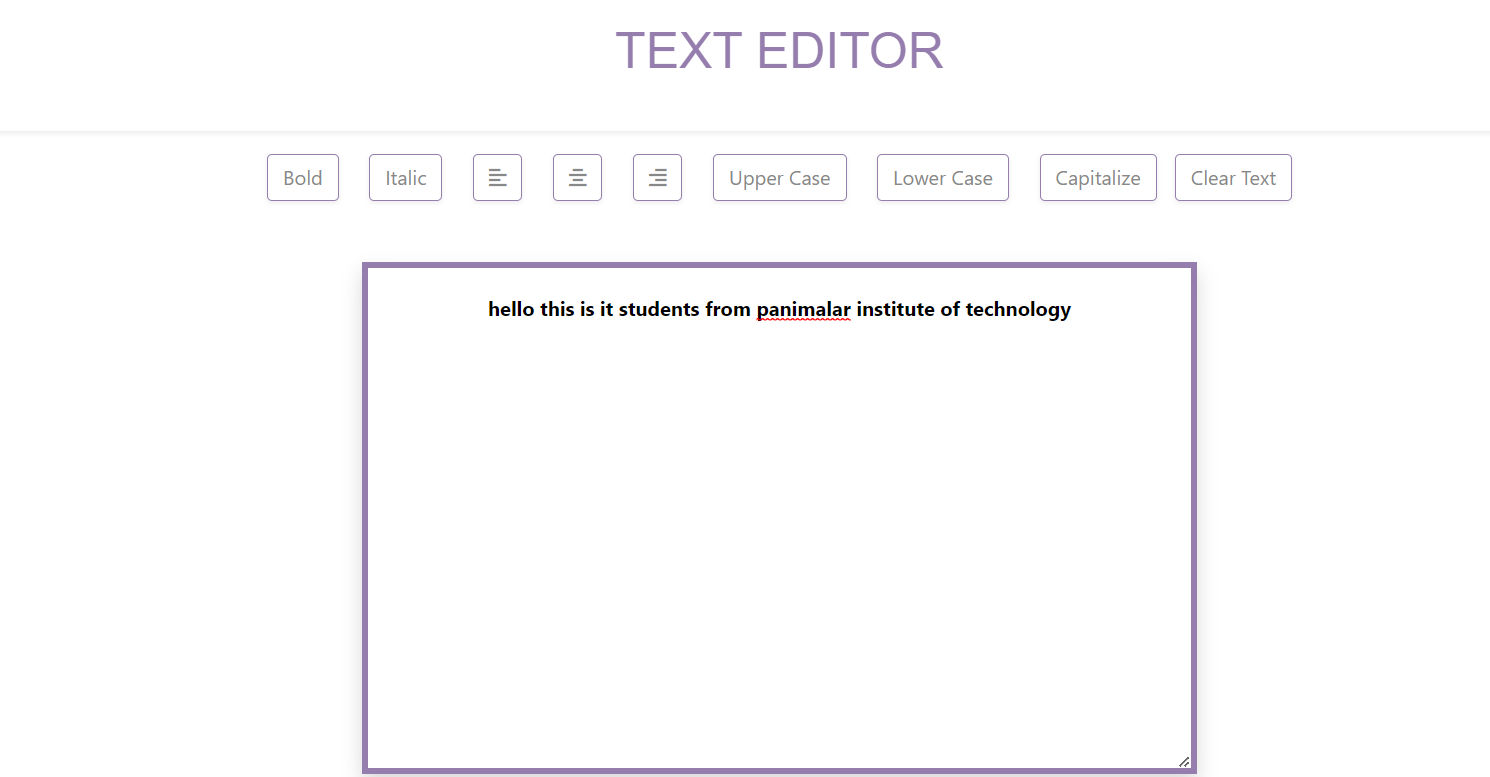 TEXT EDITOR
Bold
Italic
Upper Case
Lower Case
Capitalize
Clear Text
hello this is it students from panimalar institute of technology